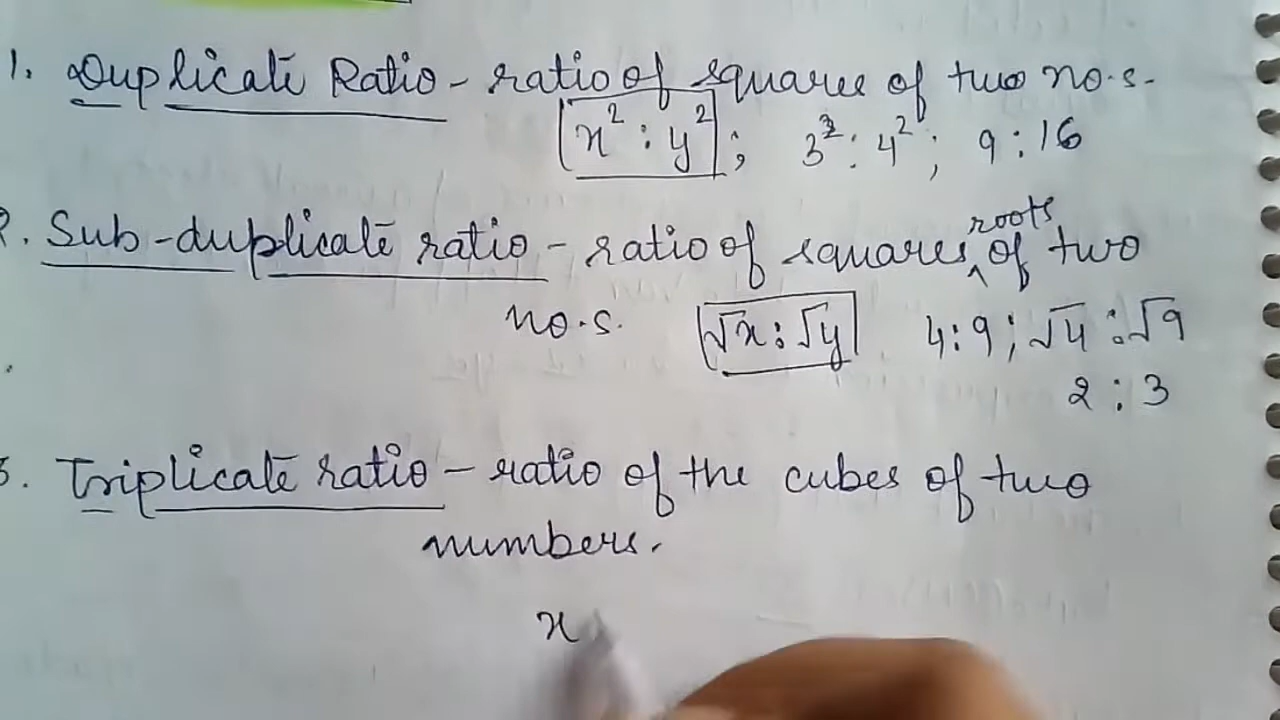 1. Duplicate Ratio - ratio of squares of two no.s.
x² : y² ; 3² : 4² ; 9 : 16
2. Sub-duplicate ratio - ratio of squares roots of two
no.s. √x : √y 4 : 9 ; √4 : √9
2 : 3
3. Triplicate ratio - ratio of the cubes of two
numbers.
x